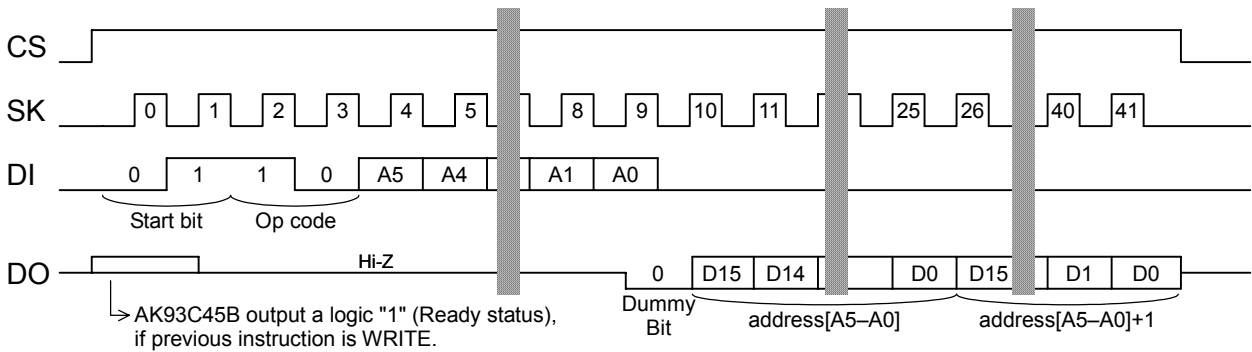 CS
SK 0 1 2 3 4 5 8 9 10 11 25 26 40 41
DI 0 1 1 0 A5 A4 A1 A0
Start bit Op code
DO Hi-Z 0 D15 D14 D0 D15 D1 D0
AK93C45B output a logic "1" (Ready status),
if previous instruction is WRITE.
Dummy
Bit
address[A5–A0] address[A5–A0]+1